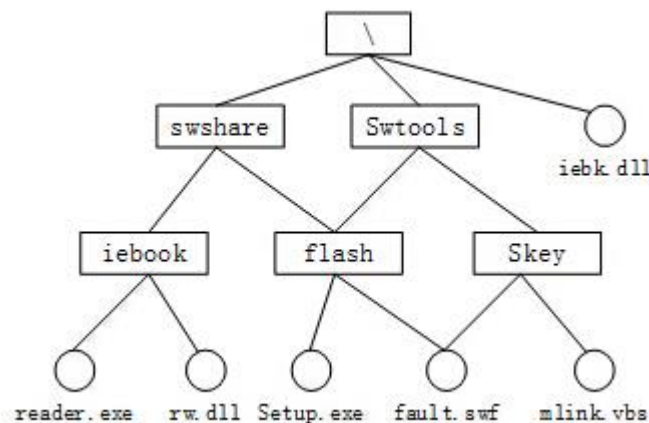 \
swshare Swtools
iebk.dll
iebook flash Skey
reader.exe rw.dll Setup.exe fault.swf mlink.vbs